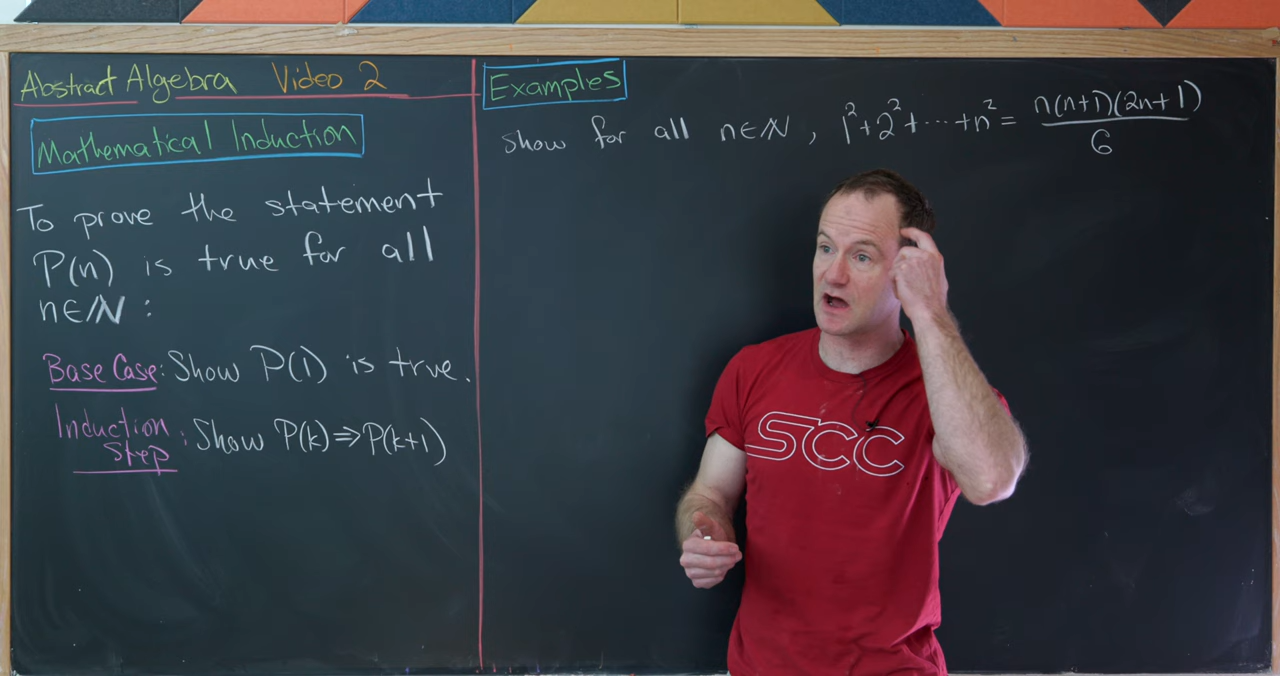 Abstract Algebra Video 2
Mathematical Induction
To prove the statement
P(n) is true for all
n∈ℕ:
Base Case: Show P(1) is true.
Induction Step: Show P(k)⇒P(k+1)
Examples
Show for all n∈ℕ, 1²+2²+⋯+n² = n(n+1)(2n+1)/6
SCC